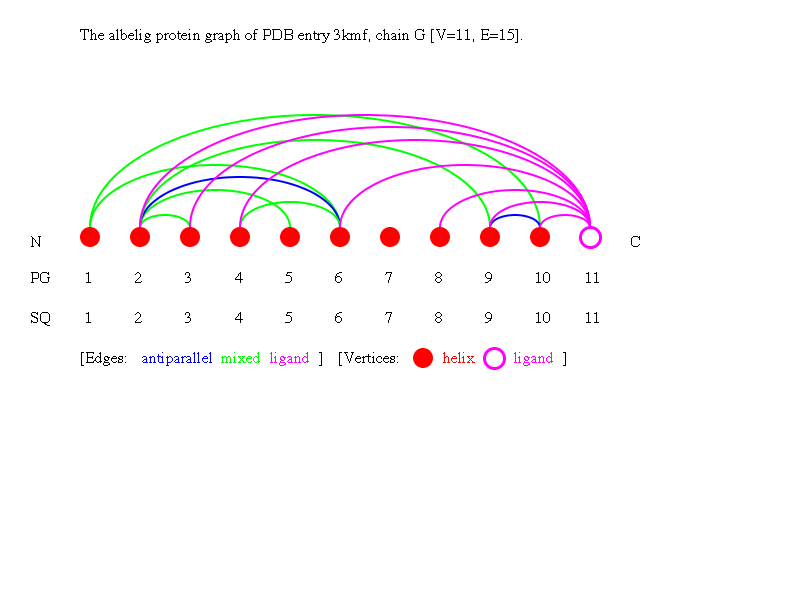 The albelig protein graph of PDB entry 3kmf, chain G [V=11, E=15].
N C
PG 1 2 3 4 5 6 7 8 9 10 11
SQ 1 2 3 4 5 6 7 8 9 10 11
[Edges: antiparallel mixed ligand ] [Vertices: helix ligand ]